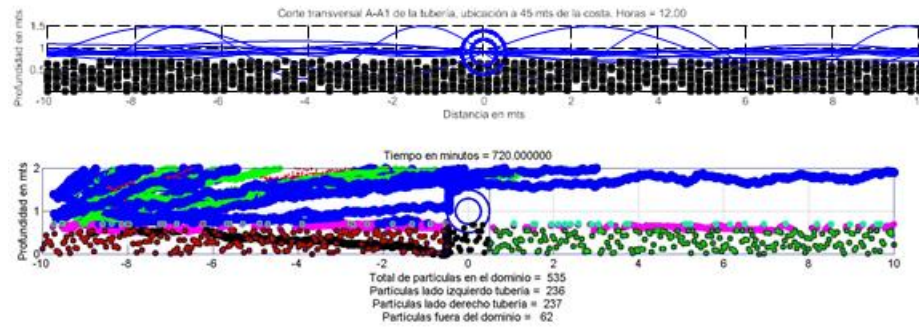 Corte transversal A-A1 de la tubería, ubicación a 45 mts de la costa. Horas = 12.00
Profundidad en mts
1.5
1
0.5
-10 -8 -6 -4 -2 0 2 4 6 8 10
Distancia en mts
Tiempo en minutos = 720.000000
Profundidad en mts
2
1
0
-10 -8 -6 -4 -2 0 2 4 6 8 10
Total de particulas en el dominio = 535
Particulas lado izquierdo tubería = 236
Particulas lado derecho tubería = 237
Particulas fuera del dominio = 62